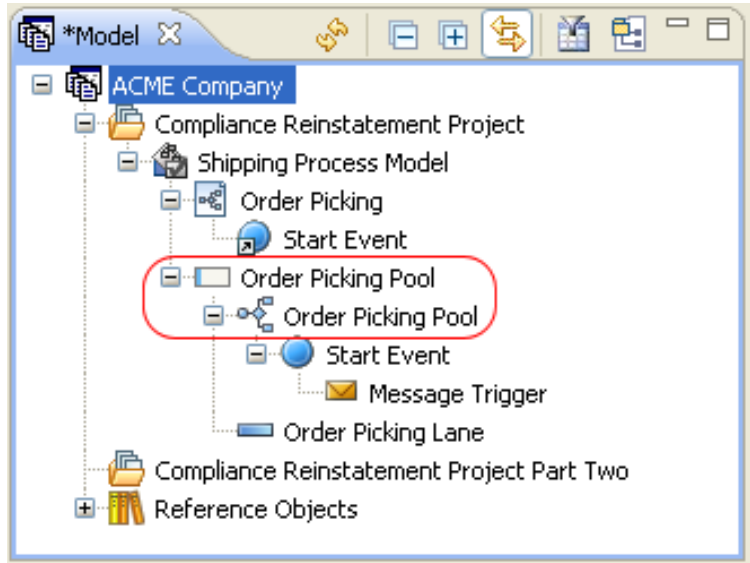 *Model
ACME Company
Compliance Reinstatement Project
Shipping Process Model
Order Picking
Start Event
Order Picking Pool
Order Picking Pool
Start Event
Message Trigger
Order Picking Lane
Compliance Reinstatement Project Part Two
Reference Objects